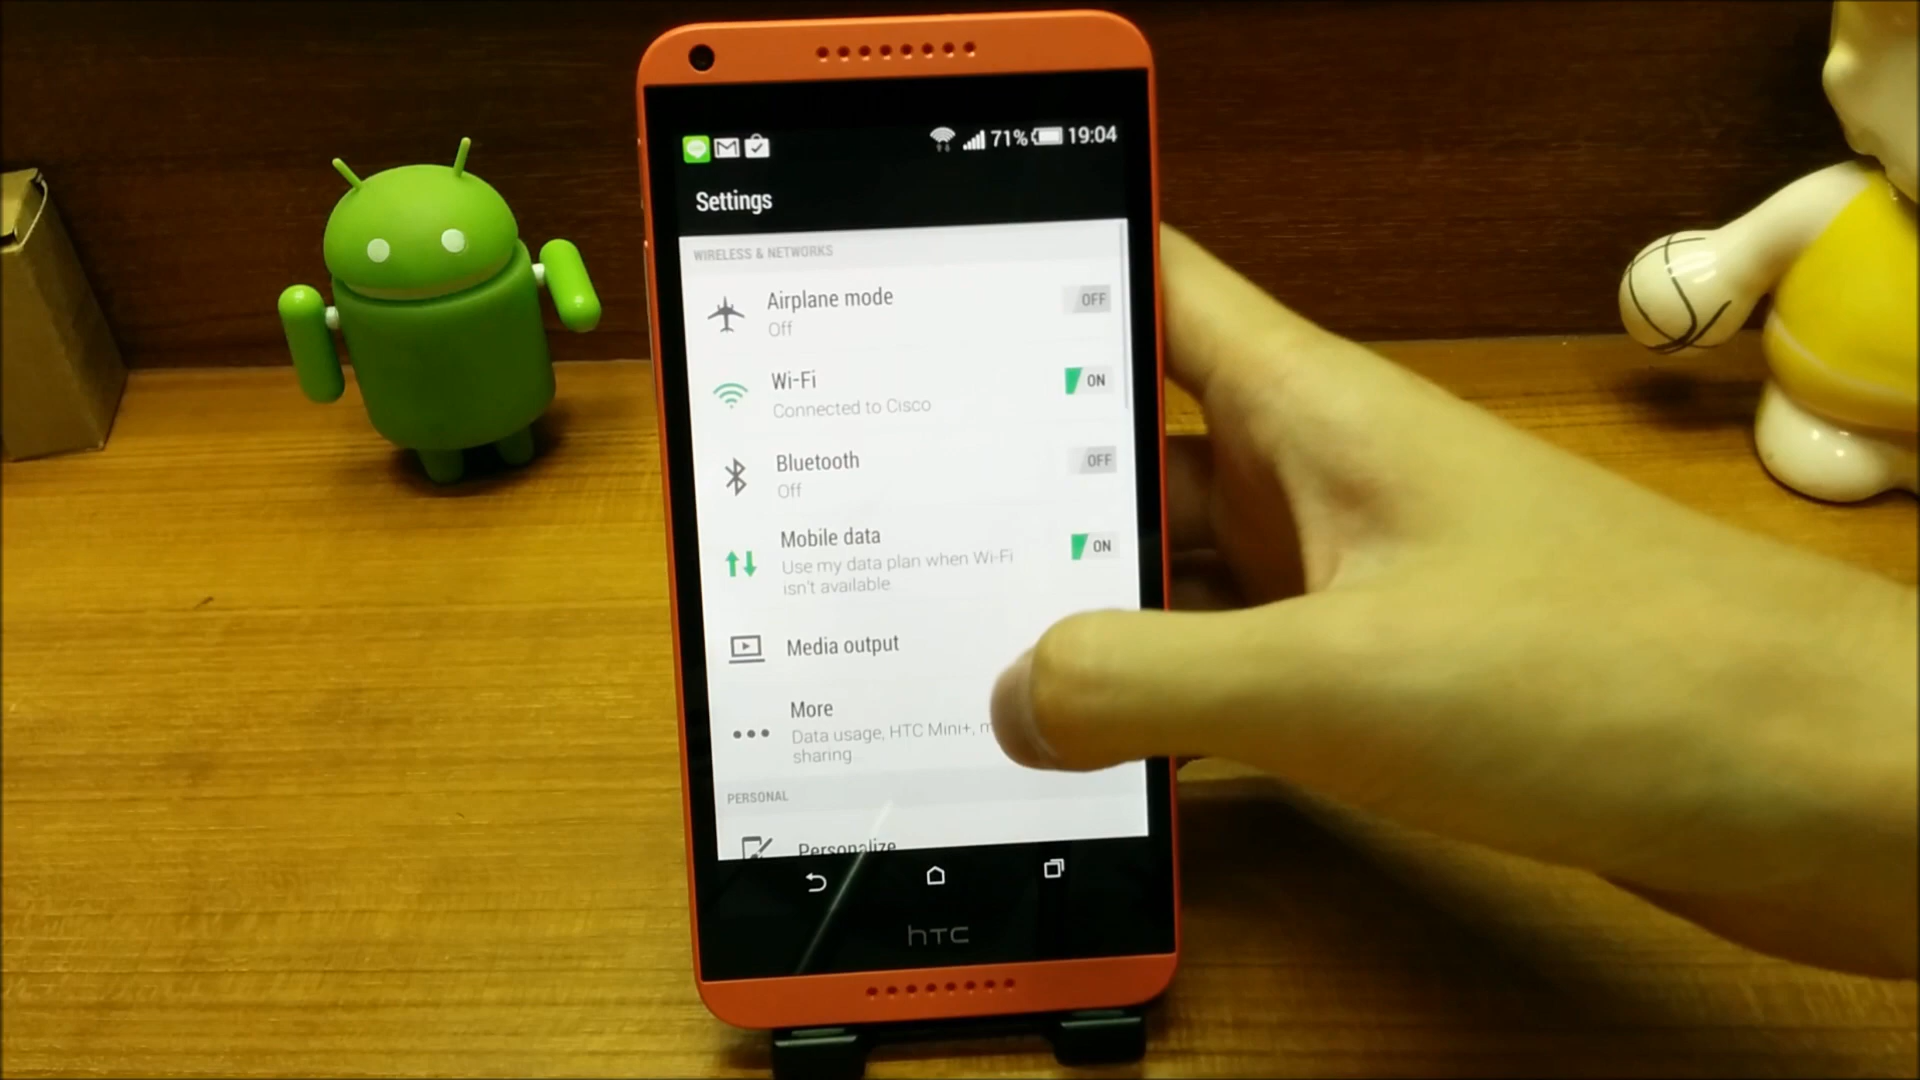 71% 19:04
Settings
WIRELESS & NETWORKS
Airplane mode
OFF
Off
Wi-Fi
ON
Connected to Cisco
Bluetooth
OFF
Off
Mobile data
ON
Use my data plan when Wi-Fi
isn't available
Media output
More
Data usage, HTC Mini+,
sharing
PERSONAL
Personalize
hTC